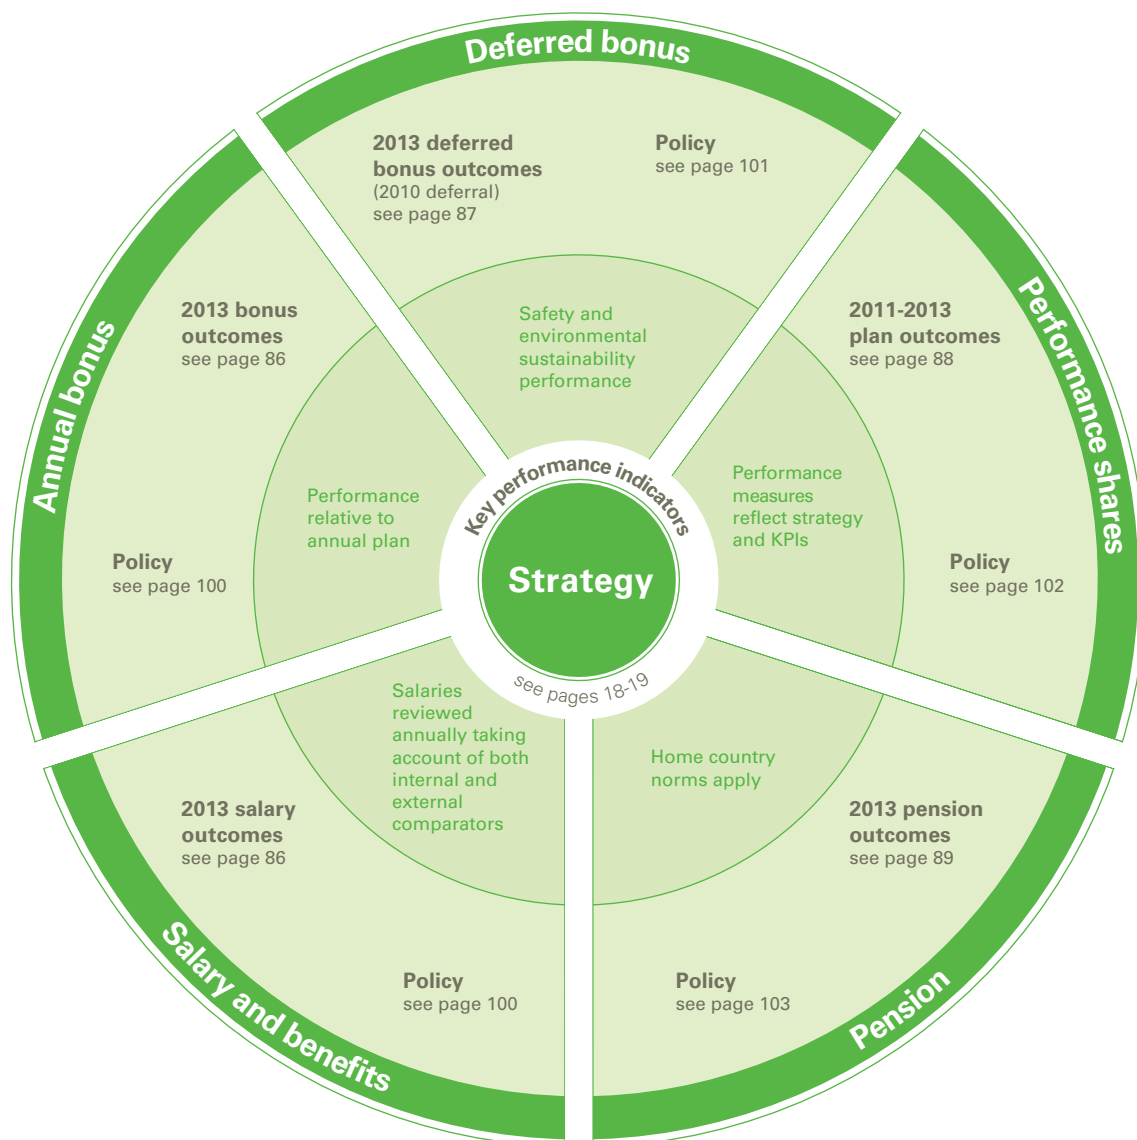 Deferred bonus
2013 deferred
bonus outcomes
(2010 deferral)
see page 87
Policy
see page 101
Safety and
environmental
sustainability
performance
Performance shares
2011-2013
plan outcomes
see page 88
Performance
measures
reflect strategy
and KPIs
Policy
see page 102
Pension
Home country
norms apply
2013 pension
outcomes
see page 89
Policy
see page 103
Salary and benefits
Salaries
reviewed
annually taking
account of both
internal and
external
comparators
2013 salary
outcomes
see page 86
Policy
see page 100
Annual bonus
2013 bonus
outcomes
see page 86
Performance
relative to
annual plan
Policy
see page 100
Key performance indicators
Strategy
see pages 18-19